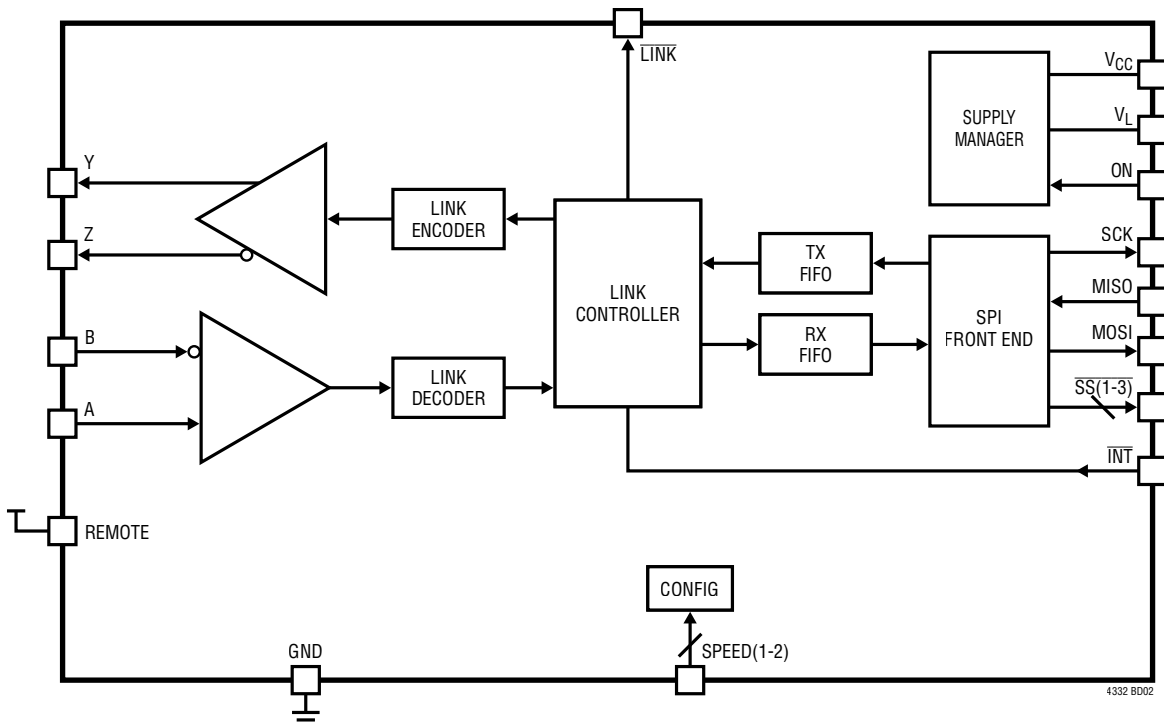 LINK
VCC
SUPPLY
MANAGER
VL
ON
Y
LINK
ENCODER
Z
SCK
TX
FIFO
MISO
LINK
CONTROLLER
SPI
FRONT END
B
RX
FIFO
MOSI
LINK
DECODER
SS(1-3)
A
INT
REMOTE
CONFIG
GND
SPEED(1-2)
4332 BD02